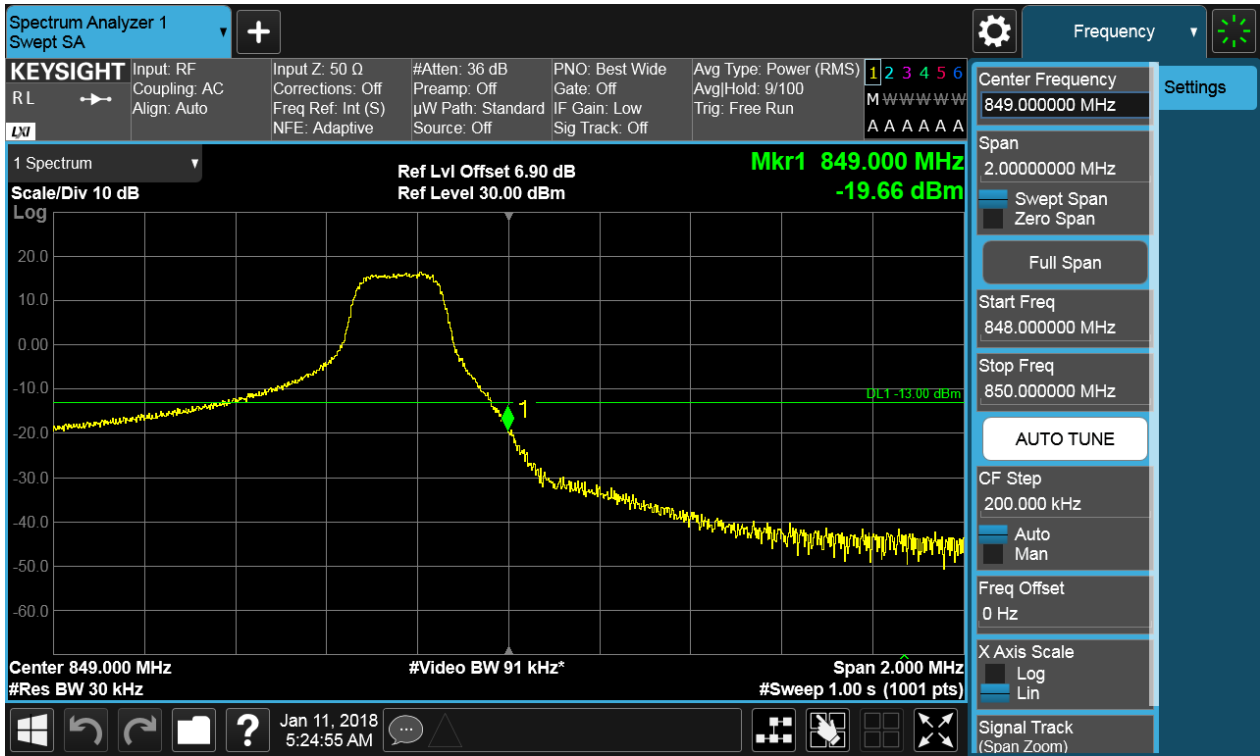 Spectrum Analyzer 1
Swept SA
Frequency
KEYSIGHT
R L
LXI
Input: RF
Coupling: AC
Align: Auto
Input Z: 50 Ω
Corrections: Off
Freq Ref: Int (S)
NFE: Adaptive
#Atten: 36 dB
Preamp: Off
µW Path: Standard
Source: Off
PNO: Best Wide
Gate: Off
IF Gain: Low
Sig Track: Off
Avg Type: Power (RMS)
Avg|Hold: 9/100
Trig: Free Run
1 2 3 4 5 6
M W W W W W
A A A A A A
1 Spectrum
Scale/Div 10 dB
Log
Ref Lvl Offset 6.90 dB
Ref Level 30.00 dBm
Mkr1 849.000 MHz
-19.66 dBm
20.0
10.0
0.00
-10.0
-20.0
-30.0
-40.0
-50.0
-60.0
DL1 -13.00 dBm
1
Center 849.000 MHz
#Video BW 91 kHz*
Span 2.000 MHz
#Res BW 30 kHz
#Sweep 1.00 s (1001 pts)
Center Frequency
849.000000 MHz
Settings
Span
2.00000000 MHz
Swept Span
Zero Span
Full Span
Start Freq
848.000000 MHz
Stop Freq
850.000000 MHz
AUTO TUNE
CF Step
200.000 kHz
Auto
Man
Freq Offset
0 Hz
X Axis Scale
Log
Lin
Signal Track
(Span Zoom)
?
Jan 11, 2018
5:24:55 AM